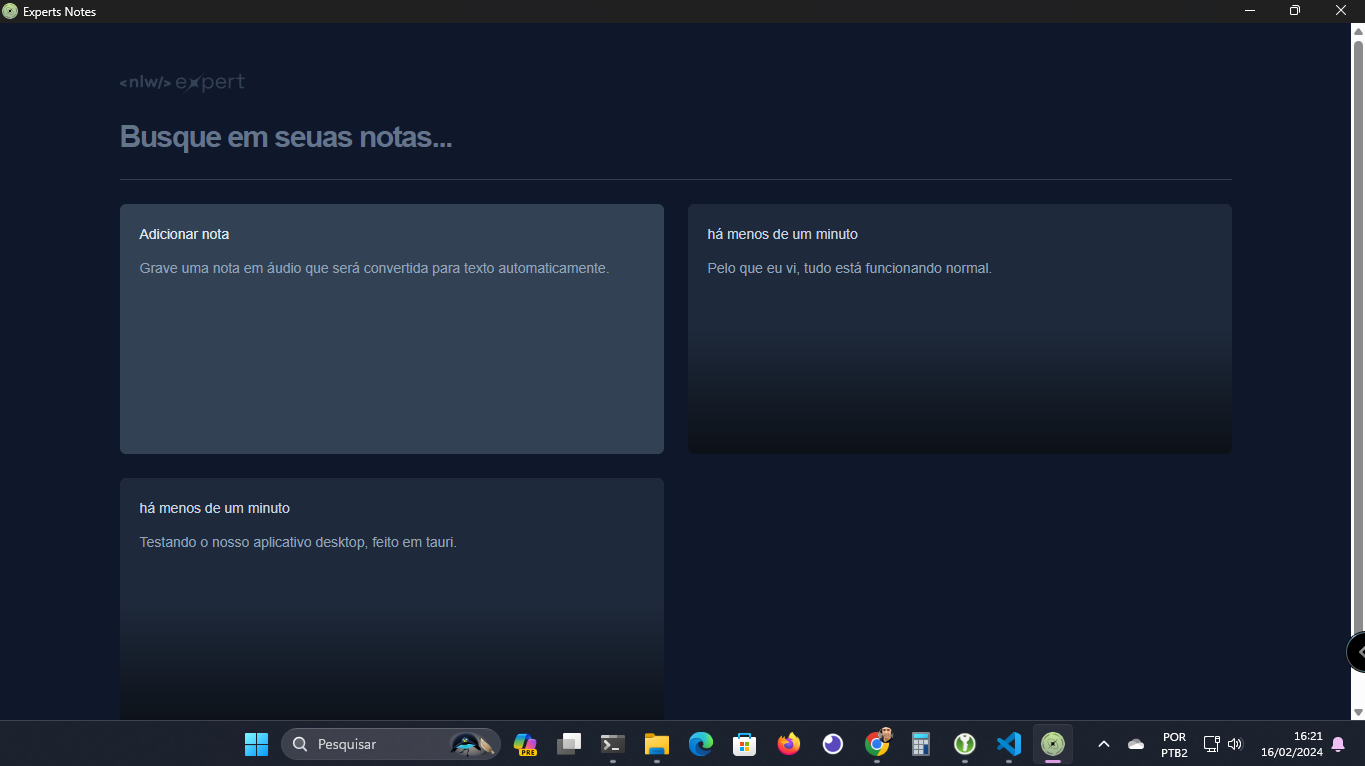 Experts Notes
<nlw/> expert
Busque em seuas notas...
Adicionar nota
Grave uma nota em áudio que será convertida para texto automaticamente.
há menos de um minuto
Pelo que eu vi, tudo está funcionando normal.
há menos de um minuto
Testando o nosso aplicativo desktop, feito em tauri.
Pesquisar
PRE
POR
PTB2
16:21
16/02/2024